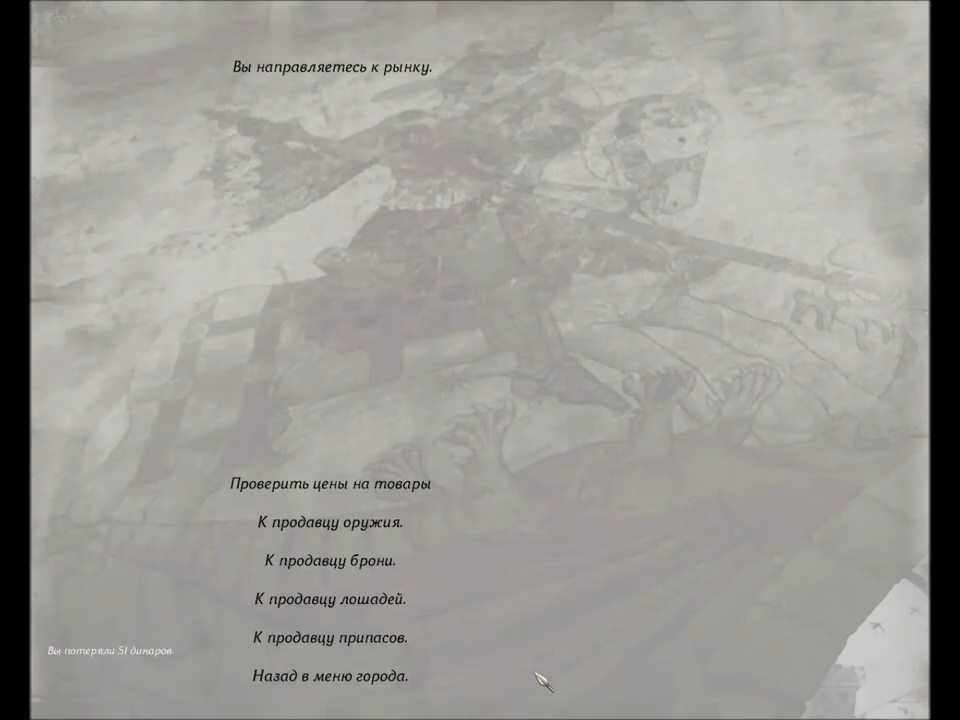 Вы направляетесь к рынку.
Проверить цены на товары
К продавцу оружия.
К продавцу брони.
К продавцу лошадей.
К продавцу припасов.
Вы потеряли 51 динаров.
Назад в меню города.